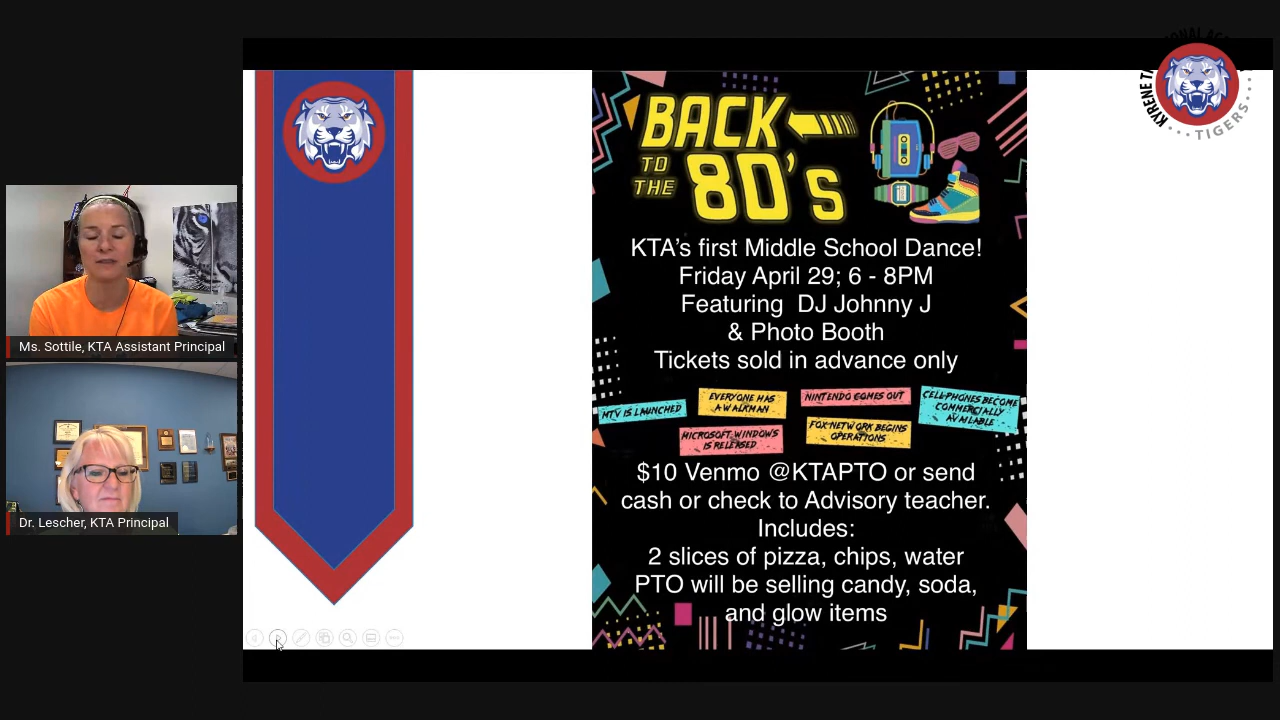 BACK
TO
THE
80's
KTA's first Middle School Dance!
Friday April 29; 6 - 8PM
Featuring DJ Johnny J
& Photo Booth
Tickets sold in advance only
MTV IS LAUNCHED
EVERYONE HAS
A WALKMAN
NINTENDO COMES OUT
CELL PHONES BECOME
COMMERCIALLY
AVAILABLE
MICROSOFT WINDOWS
IS RELEASED
FOX NETWORK BEGINS
OPERATIONS
$10 Venmo @KTAPTO or send
cash or check to Advisory teacher.
Includes:
2 slices of pizza, chips, water
PTO will be selling candy, soda,
and glow items
Ms. Sottile, KTA Assistant Principal
Dr. Lescher, KTA Principal
KYRENE
TIGERS